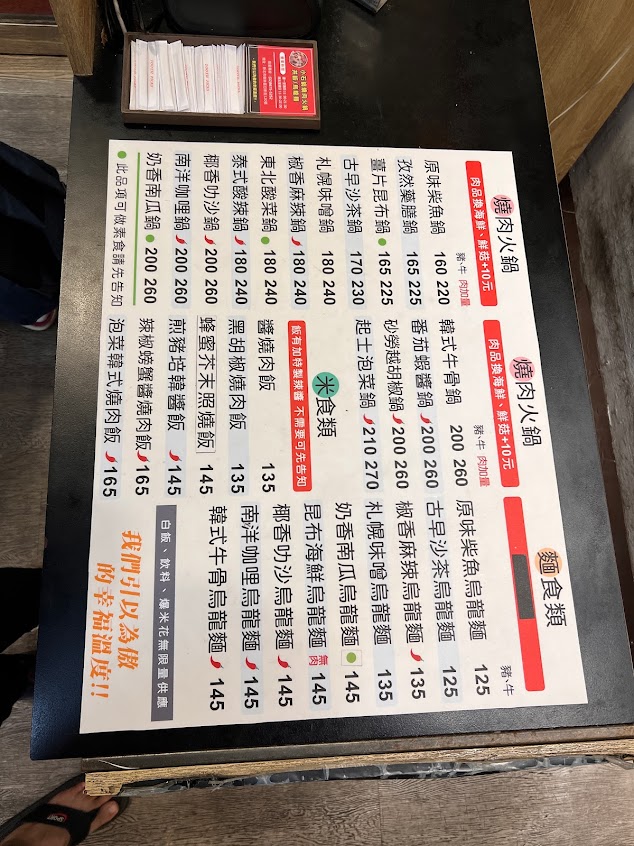 小石鍋燒肉火鍋
丼飯/烏龍麵
燒肉火鍋
肉品換海鮮、鮮菇+10元
豬、牛 肉加量
原味柴魚鍋 160 220
孜然藥膳鍋 165 225
薑片昆布鍋 165 225
古早沙茶鍋 170 230
札幌味噌鍋 180 240
椒香麻辣鍋 180 240
東北酸菜鍋 180 240
泰式酸辣鍋 180 240
椰香叻沙鍋 200 260
南洋咖哩鍋 200 260
奶香南瓜鍋 200 260
此品項可做素食請先告知
燒肉火鍋
肉品換海鮮、鮮菇+10元
豬、牛 肉加量
韓式牛骨鍋 200 260
番茄蝦醬鍋 200 260
砂勞越胡椒鍋 200 260
起士泡菜鍋 210 270
米食類
飯有加特製辣醬 不需要可先告知
醬燒肉飯 135
黑胡椒燒肉飯 135
蜂蜜芥末照燒飯 145
煎豬培韓醬飯 145
辣椒螃蟹醬燒肉飯 165
泡菜韓式燒肉飯 165
麵食類
豬、牛
原味柴魚烏龍麵 125
古早沙茶烏龍麵 125
椒香麻辣烏龍麵 135
札幌味噌烏龍麵 135
奶香南瓜烏龍麵 145
昆布海鮮烏龍麵 無肉 145
椰香叻沙烏龍麵 145
南洋咖哩烏龍麵 145
韓式牛骨烏龍麵 145
白飯、飲料、爆米花無限量供應
我們引以為傲
的幸福溫度!!
SPORT